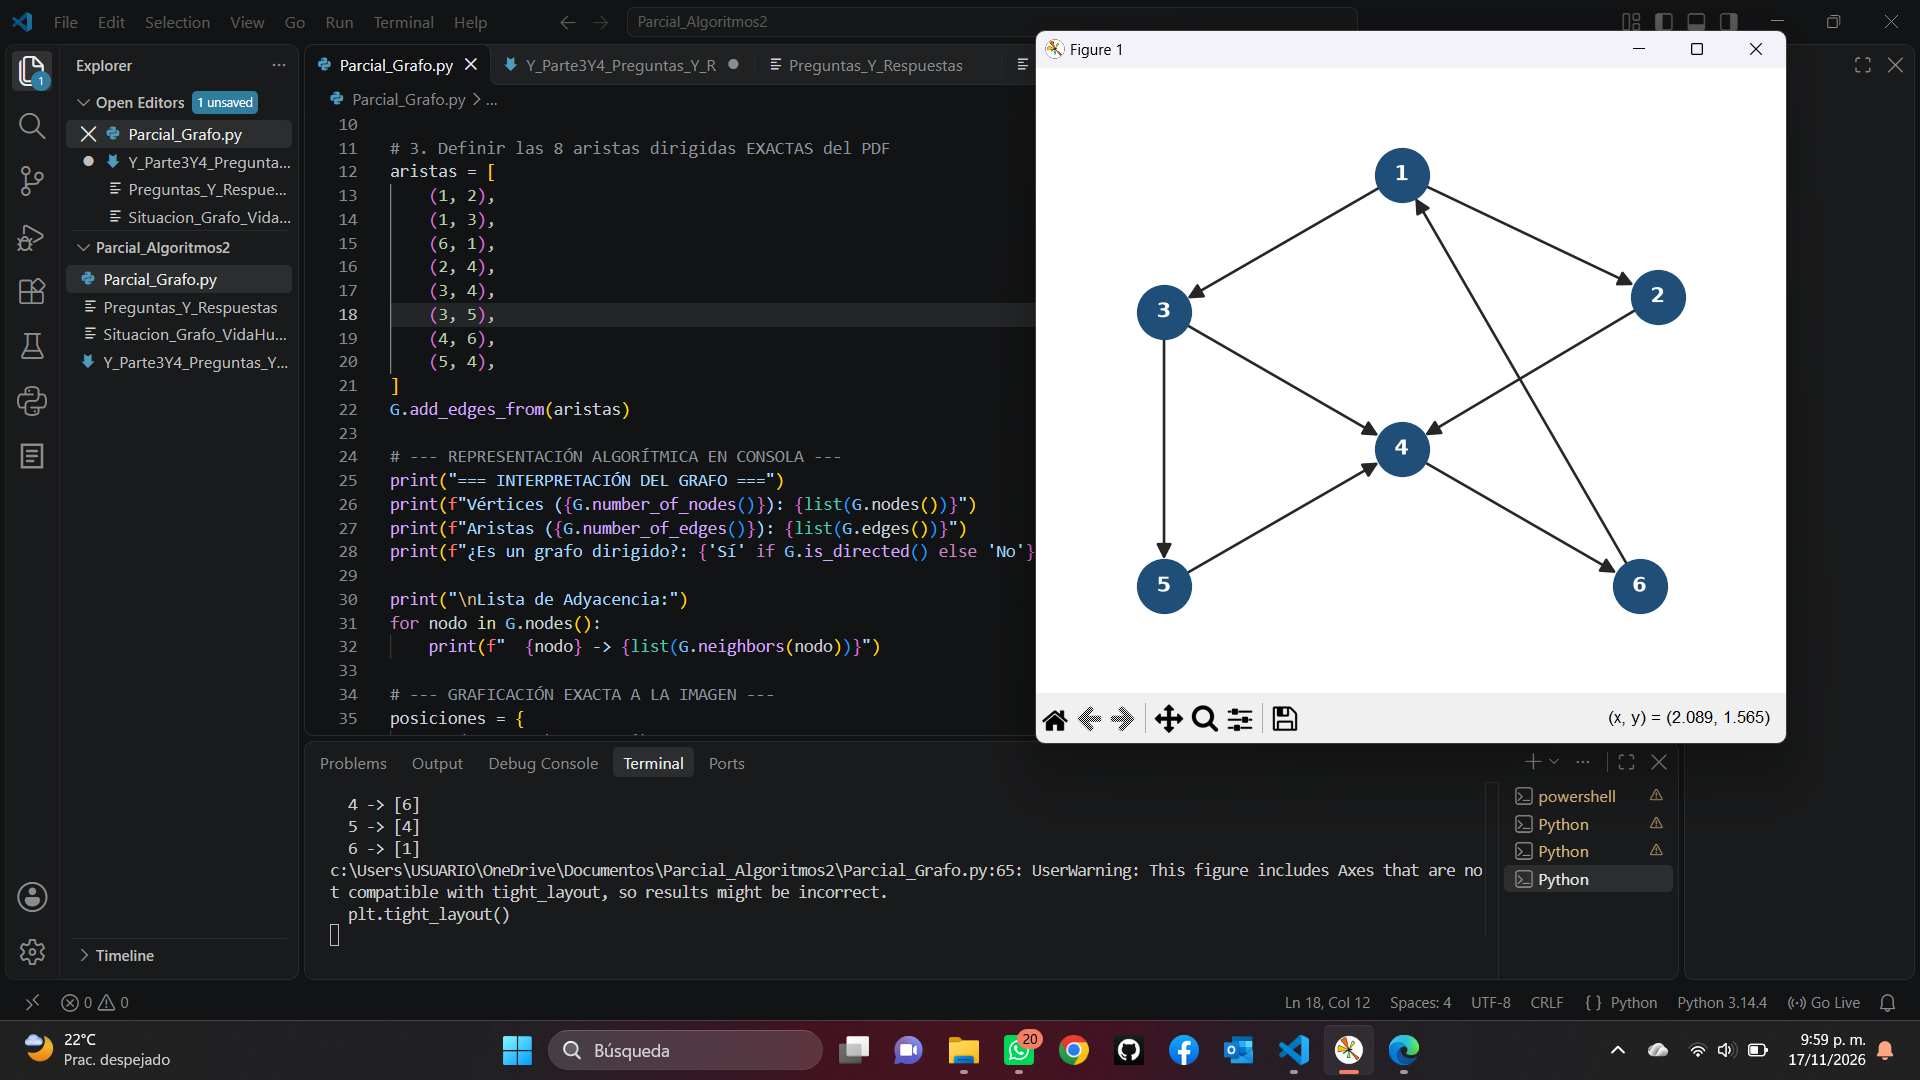 File Edit Selection View Go Run Terminal Help
Parcial_Algoritmos2
Explorer
Open Editors 1 unsaved
Parcial_Grafo.py
Y_Parte3Y4_Pregunta...
Preguntas_Y_Respue...
Situacion_Grafo_Vida...
Parcial_Algoritmos2
Parcial_Grafo.py
Preguntas_Y_Respuestas
Situacion_Grafo_VidaHu...
Y_Parte3Y4_Preguntas_Y...
Timeline
1
Parcial_Grafo.py
Y_Parte3Y4_Preguntas_Y_R
Preguntas_Y_Respuestas
Parcial_Grafo.py > ...
10
11 # 3. Definir las 8 aristas dirigidas EXACTAS del PDF
12 aristas = [
13 (1, 2),
14 (1, 3),
15 (6, 1),
16 (2, 4),
17 (3, 4),
18 (3, 5),
19 (4, 6),
20 (5, 4),
21 ]
22 G.add_edges_from(aristas)
23
24 # --- REPRESENTACIÓN ALGORÍTMICA EN CONSOLA ---
25 print("=== INTERPRETACIÓN DEL GRAFO ===")
26 print(f"Vértices ({G.number_of_nodes()}): {list(G.nodes())}")
27 print(f"Aristas ({G.number_of_edges()}): {list(G.edges())}")
28 print(f"¿Es un grafo dirigido?: {'Sí' if G.is_directed() else 'No'}
29
30 print("\nLista de Adyacencia:")
31 for nodo in G.nodes():
32 print(f"  {nodo} -> {list(G.neighbors(nodo))}")
33
34 # --- GRAFICACIÓN EXACTA A LA IMAGEN ---
35 posiciones = {
Figure 1
1
2
3
4
5
6
(x, y) = (2.089, 1.565)
Problems Output Debug Console Terminal Ports
4 -> [6]
5 -> [4]
6 -> [1]
c:\Users\USUARIO\OneDrive\Documentos\Parcial_Algoritmos2\Parcial_Grafo.py:65: UserWarning: This figure includes Axes that are no
t compatible with tight_layout, so results might be incorrect.
plt.tight_layout()
powershell
Python
Python
Python
0 0
Ln 18, Col 12 Spaces: 4 UTF-8 CRLF { } Python Python 3.14.4 Go Live
22°C
Prac. despejado
Búsqueda
20
9:59 p. m.
17/11/2026